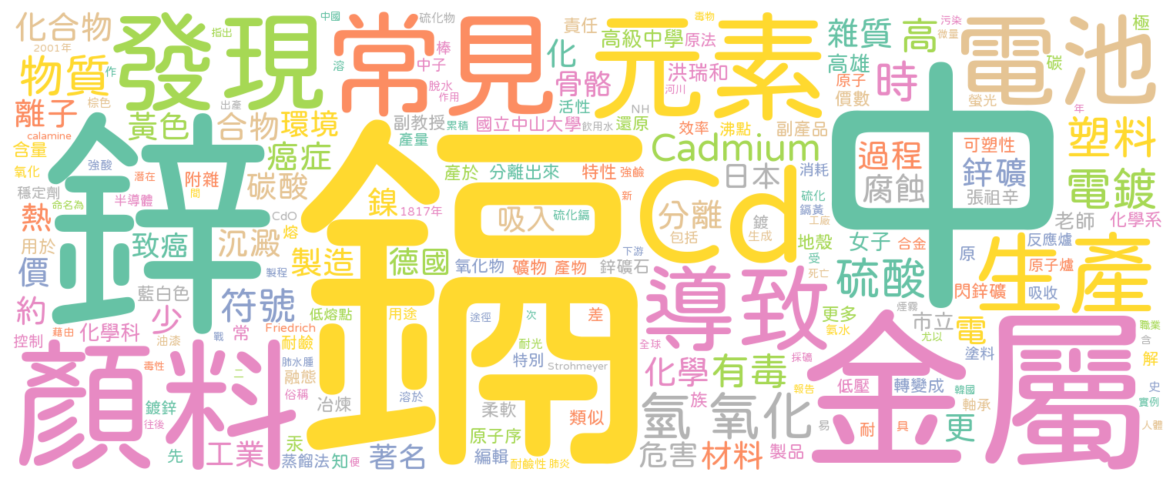 化合物
2001年
發現
中國
指出
溶
常見
硫化物
棒
中子
脫水
作用
責任
化
骨骼
活性
元素
高級中學
原法
洪瑞和
毒物
河川
雜質
高
高雄
原子
價數
時
污染
微量
螢光
電池
碳
極
物質
作
棕色
出產
離子
calamine
黃色
合物
環境
副教授
累積
產量
國立中山大學
飲用水
NH
還原
效率
沸點
副產品
年
塑料
含量
氧化
強酸
鋅
潛在
間
附雜
癌症
碳酸
鎘
產於
分離出來
特性
強鹼
Cadmium
日本
消耗
中
過程
腐蝕
可塑性
鋅礦
張祖辛
電鍍
穩定劑
命名為
半導體
熱
致癌
CdO
熔
沉澱
鎳
1817年
吸入
硫化鎘
新
Cd
分離
包括
鍍
生成
硫化
鎘黃
工廠
老師
化學系
用於
價
藍白色
符號
製程
製造
德國
氧化物
礦物
產物
下游
鋅礦石
地殼
受
死亡
女子
合金
硫酸
原
反應爐
原子爐
生產
閃鋅礦
吸收
約
少
低熔點
用途
途徑
次
差
導致
更多
氨水
煙霧
市立
尤以
電
職業
含
控制
化學科
藉由
油漆
戰
常
Friedrich
耐鹼
肺水腫
融態
耐光
特別
Strohmeyer
全球
採礦
塗料
解
顏料
毒性
二
俗稱
溶於
冶煉
柔軟
類似
化學
有毒
族
報告
低壓
轉變成
韓國
軸承
史
實例
鍍鋅
往後
先
工業
汞
蒸餾法
知
便
著名
原子序
編輯
耐鹼性
肺炎
氫
氧化
危害
材料
製品
易
耐
具
更
人體
金屬